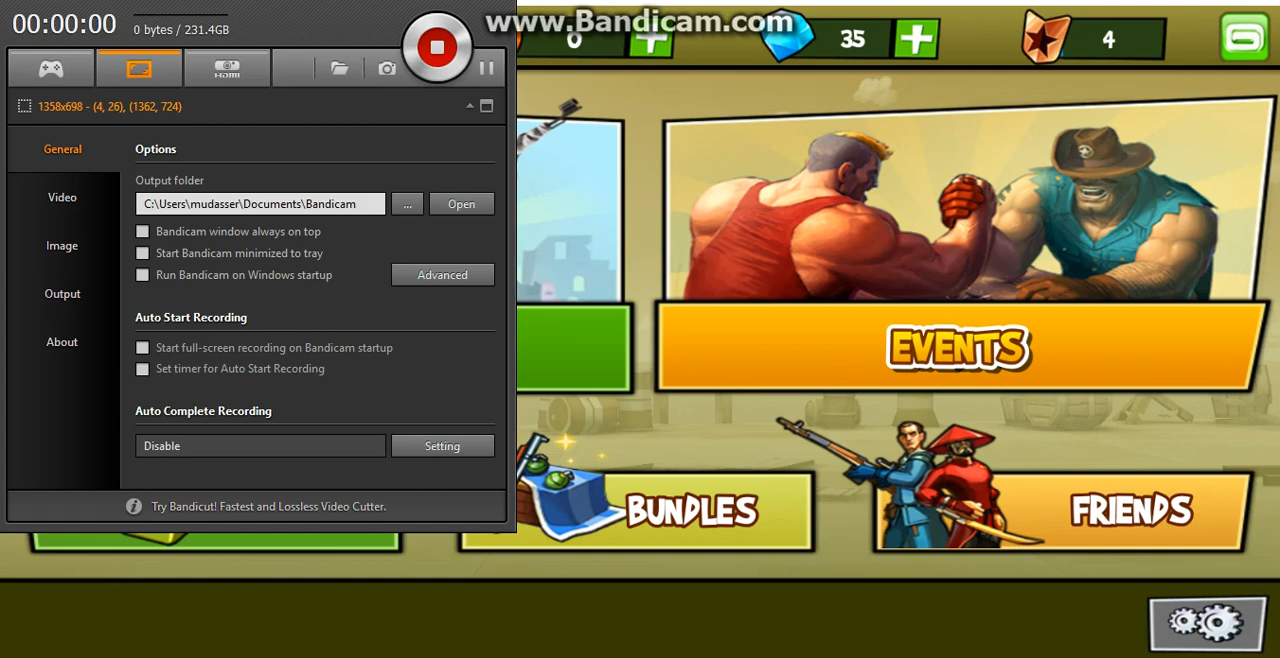 00:00:00
0 bytes / 231.4GB
www.Bandicam.com
0
35
4
HDMI
1358x698 - (4, 26), (1362, 724)
General
Video
Image
Output
About
Options
Output folder
C:\Users\mudasser\Documents\Bandicam
...
Open
Bandicam window always on top
Start Bandicam minimized to tray
Run Bandicam on Windows startup
Advanced
Auto Start Recording
Start full-screen recording on Bandicam startup
Set timer for Auto Start Recording
Auto Complete Recording
Disable
Setting
Try Bandicut! Fastest and Lossless Video Cutter.
EVENTS
BUNDLES
FRIENDS